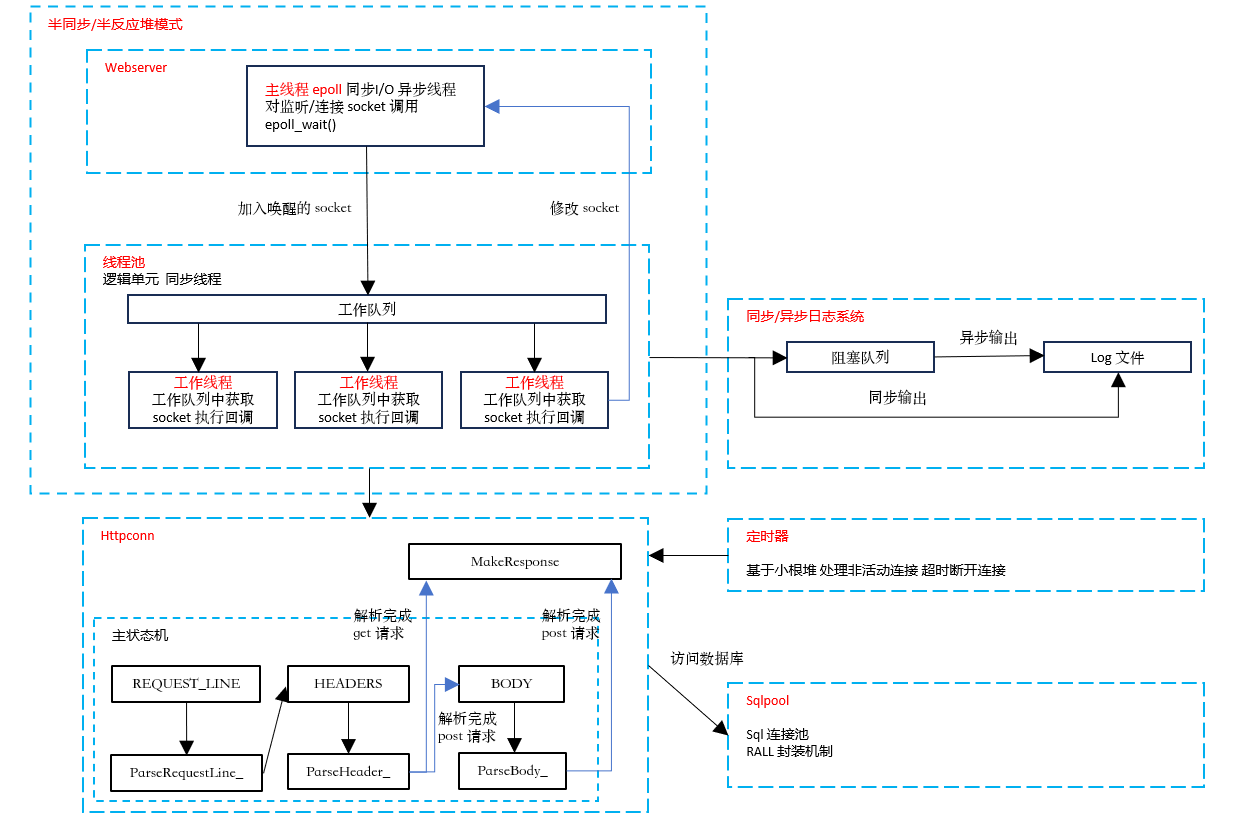 半同步/半反应堆模式
Webserver
主线程 epoll 同步I/O 异步线程
对监听/连接 socket 调用
epoll_wait()
加入唤醒的 socket
修改 socket
线程池
逻辑单元 同步线程
工作队列
工作线程
工作队列中获取
socket 执行回调
工作线程
工作队列中获取
socket 执行回调
工作线程
工作队列中获取
socket 执行回调
同步/异步日志系统
阻塞队列
异步输出
Log 文件
同步输出
Httpconn
MakeResponse
解析完成
get 请求
解析完成
post 请求
主状态机
REQUEST_LINE
HEADERS
BODY
解析完成
post 请求
ParseRequestLine_
ParseHeader_
ParseBody_
定时器
基于小根堆 处理非活动连接 超时断开连接
访问数据库
Sqlpool
Sql 连接池
RALL 封装机制